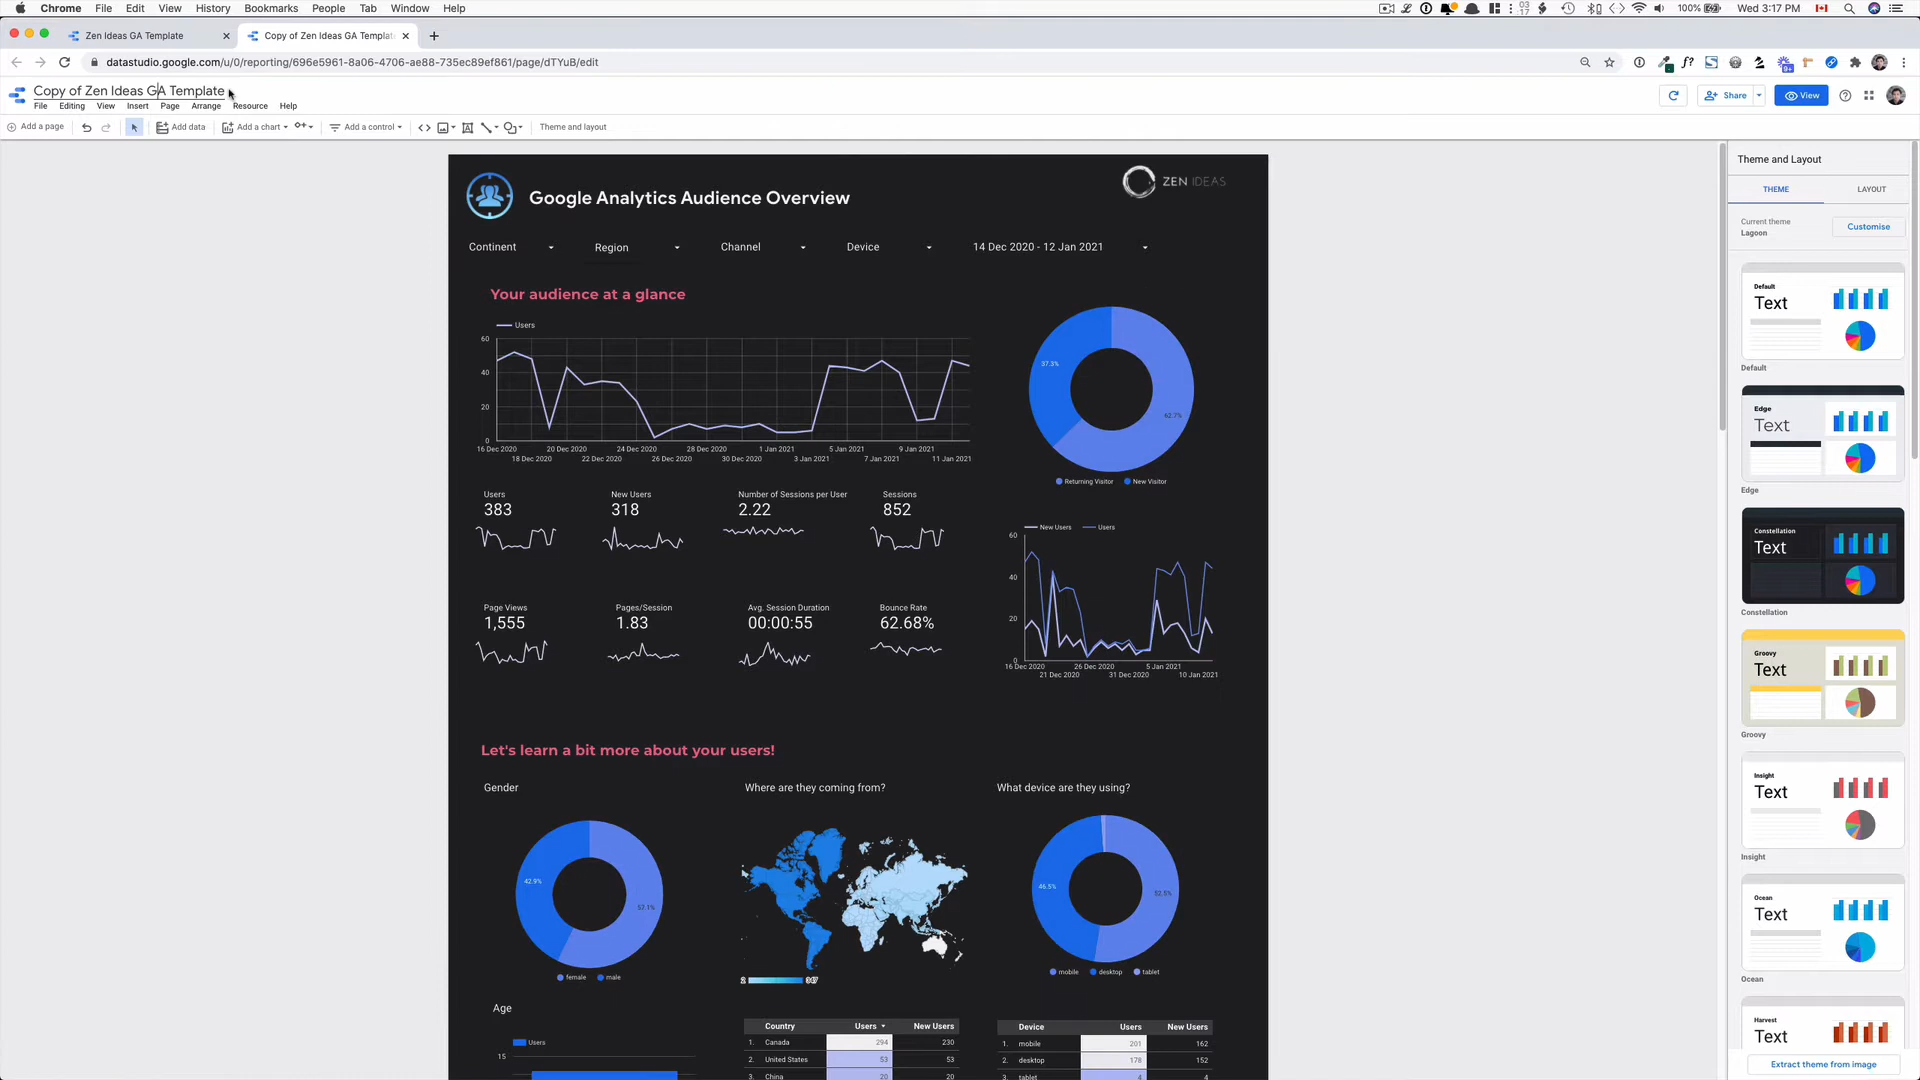 Chrome File Edit View History Bookmarks People Tab Window Help
03
17
100%
Wed 3:17 PM
Zen Ideas GA Template
Copy of Zen Ideas GA Templat
datastudio.google.com/u/0/reporting/696e5961-8a06-4706-ae88-735ec89ef861/page/dTYuB/edit
9+
Copy of Zen Ideas GA Template
File Editing View Insert Page Arrange Resource Help
Share
View
Add a page
Add data
Add a chart
Add a control
Theme and layout
Google Analytics Audience Overview
ZEN IDEAS
Continent
Region
Channel
Device
14 Dec 2020 - 12 Jan 2021
Your audience at a glance
Users
60
40
20
0
16 Dec 2020 20 Dec 2020 24 Dec 2020 28 Dec 2020 1 Jan 2021 5 Jan 2021 9 Jan 2021
18 Dec 2020 22 Dec 2020 26 Dec 2020 30 Dec 2020 3 Jan 2021 7 Jan 2021 11 Jan 2021
37.3%
62.7%
Returning Visitor New Visitor
Users
383
New Users
318
Number of Sessions per User
2.22
Sessions
852
Page Views
1,555
Pages/Session
1.83
Avg. Session Duration
00:00:55
Bounce Rate
62.68%
New Users Users
60
40
20
0
16 Dec 2020 26 Dec 2020 5 Jan 2021
21 Dec 2020 31 Dec 2020 10 Jan 2021
Let's learn a bit more about your users!
Gender
42.9%
57.1%
female male
Where are they coming from?
2
What device are they using?
46.5%
52.5%
mobile desktop tablet
Age
Users
15
Country Users New Users
1. Canada 294 230
2. United States 53 53
3. China 20 20
Device Users New Users
1. mobile 201 162
2. desktop 178 152
3. tablet 4 4
Theme and Layout
THEME LAYOUT
Current theme
Lagoon
Customise
Default
Text
Default
Edge
Text
Edge
Constellation
Text
Constellation
Groovy
Text
Groovy
Insight
Text
Insight
Ocean
Text
Ocean
Harvest
Text
Extract theme from image